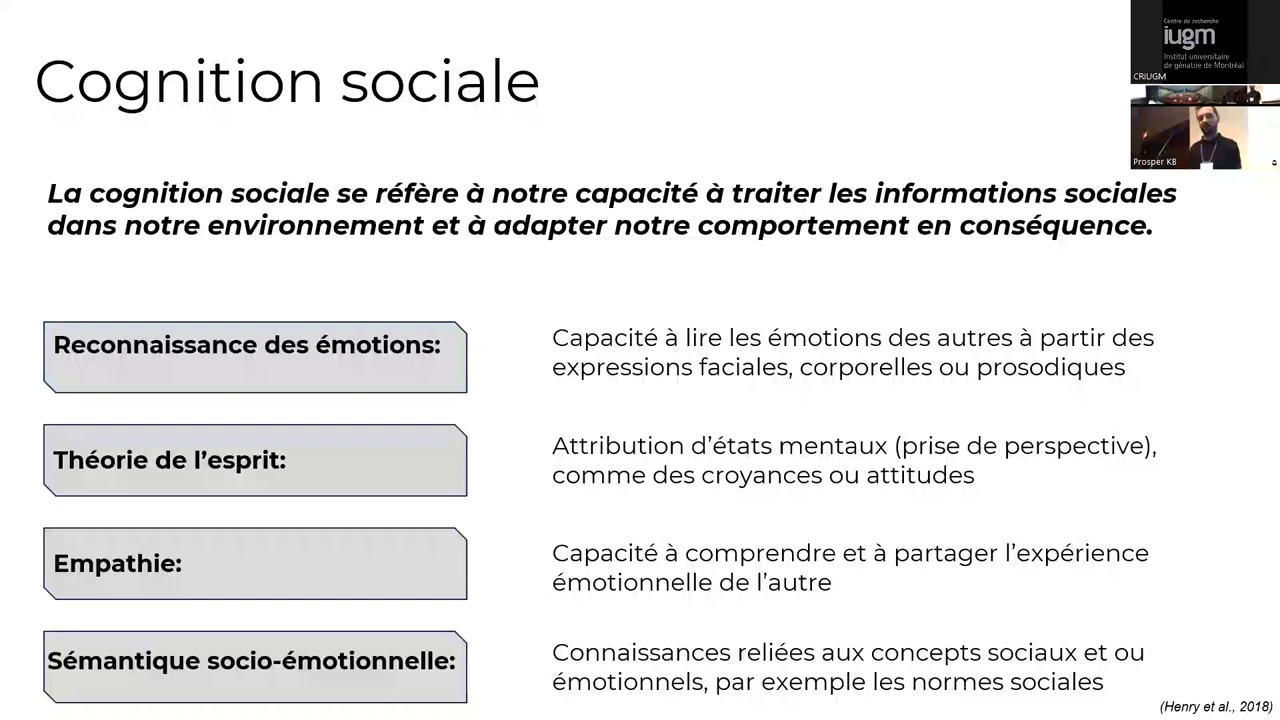 Cognition sociale
Centre de recherche
iugm
Institut universitaire
de gériatrie de Montréal
CRIUGM
Prosper KB
La cognition sociale se réfère à notre capacité à traiter les informations sociales
dans notre environnement et à adapter notre comportement en conséquence.
Reconnaissance des émotions:
Capacité à lire les émotions des autres à partir des
expressions faciales, corporelles ou prosodiques
Théorie de l’esprit:
Attribution d’états mentaux (prise de perspective),
comme des croyances ou attitudes
Empathie:
Capacité à comprendre et à partager l’expérience
émotionnelle de l’autre
Sémantique socio-émotionnelle:
Connaissances reliées aux concepts sociaux et ou
émotionnels, par exemple les normes sociales
(Henry et al., 2018)